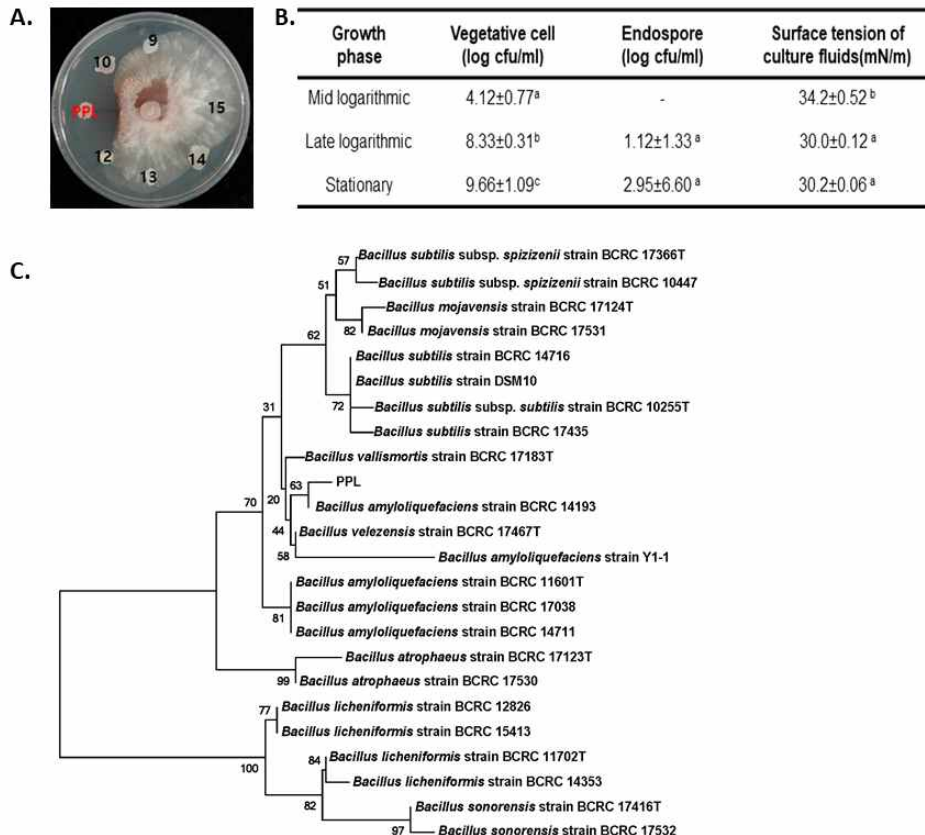 A.
9
10
PPL
15
12
14
13
B.
Growth phase Vegetative cell (log cfu/ml) Endospore (log cfu/ml) Surface tension of culture fluids(mN/m)
Mid logarithmic 4.12±0.77a - 34.2±0.52 b
Late logarithmic 8.33±0.31b 1.12±1.33 a 30.0±0.12 a
Stationary 9.66±1.09c 2.95±6.60 a 30.2±0.06 a
C.
57 Bacillus subtilis subsp. spizizenii strain BCRC 17366T
51 Bacillus subtilis subsp. spizizenii strain BCRC 10447
Bacillus mojavensis strain BCRC 17124T
62 82 Bacillus mojavensis strain BCRC 17531
Bacillus subtilis strain BCRC 14716
Bacillus subtilis strain DSM10
31 72 Bacillus subtilis subsp. subtilis strain BCRC 10255T
Bacillus subtilis strain BCRC 17435
Bacillus vallismortis strain BCRC 17183T
63 PPL
70 20 Bacillus amyloliquefaciens strain BCRC 14193
44 Bacillus velezensis strain BCRC 17467T
58 Bacillus amyloliquefaciens strain Y1-1
Bacillus amyloliquefaciens strain BCRC 11601T
81 Bacillus amyloliquefaciens strain BCRC 17038
Bacillus amyloliquefaciens strain BCRC 14711
Bacillus atrophaeus strain BCRC 17123T
99 Bacillus atrophaeus strain BCRC 17530
77 Bacillus licheniformis strain BCRC 12826
Bacillus licheniformis strain BCRC 15413
100 84 Bacillus licheniformis strain BCRC 11702T
Bacillus licheniformis strain BCRC 14353
82 Bacillus sonorensis strain BCRC 17416T
97 Bacillus sonorensis strain BCRC 17532